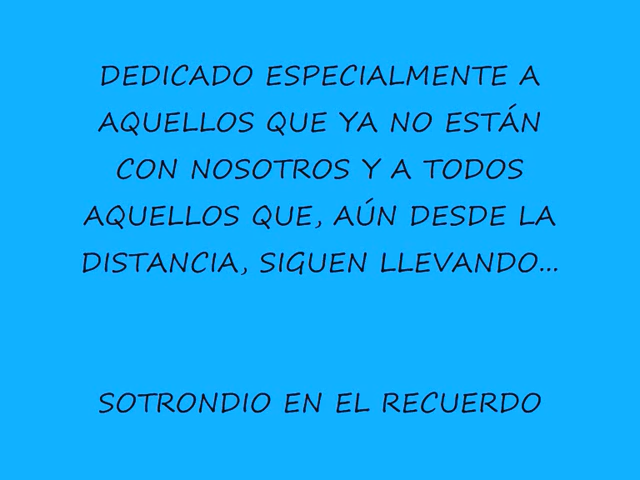 DEDICADO ESPECIALMENTE A
AQUELLOS QUE YA NO ESTÁN
CON NOSOTROS Y A TODOS
AQUELLOS QUE, AÚN DESDE LA
DISTANCIA, SIGUEN LLEVANDO...
SOTRONDIO EN EL RECUERDO